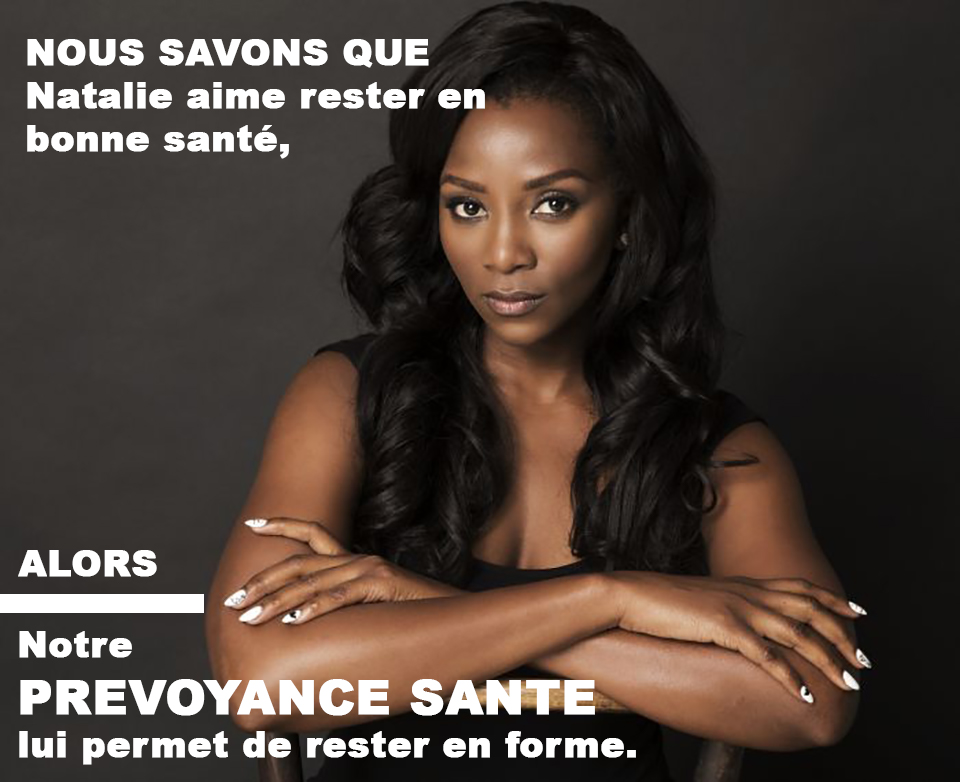 NOUS SAVONS QUE
Natalie aime rester en
bonne santé,
ALORS
Notre
PREVOYANCE SANTE
lui permet de rester en forme.